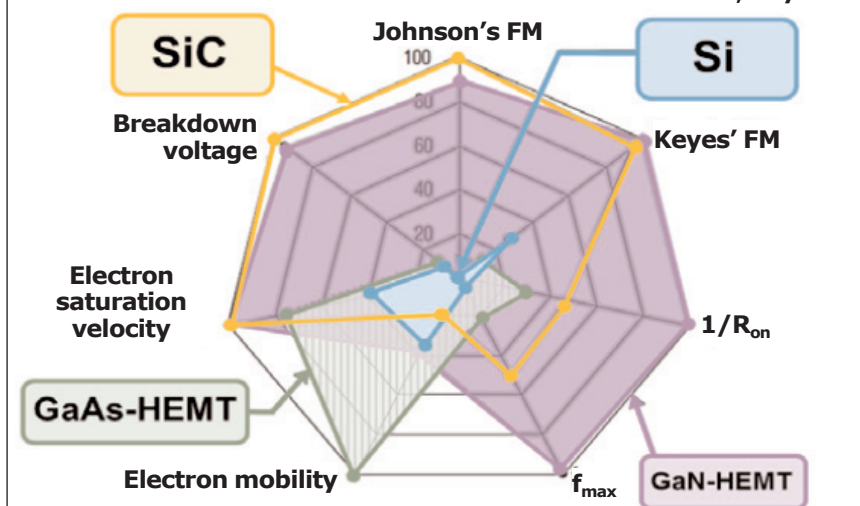 Johnson's FM
SiC
Si
100
Breakdown
voltage
80
60
Keyes' FM
40
20
Electron
saturation
velocity
1/Ron
GaAs-HEMT
Electron mobility
fmax
GaN-HEMT